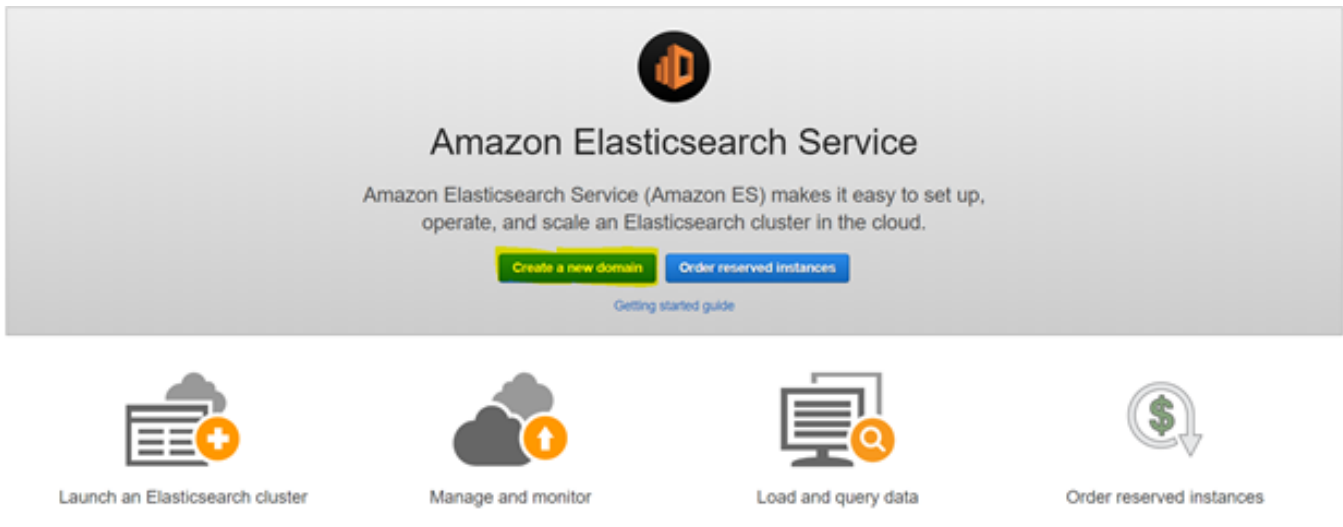 Amazon Elasticsearch Service
Amazon Elasticsearch Service (Amazon ES) makes it easy to set up,
operate, and scale an Elasticsearch cluster in the cloud.
Create a new domain
Order reserved instances
Getting started guide
Launch an Elasticsearch cluster
Manage and monitor
Load and query data
Order reserved instances